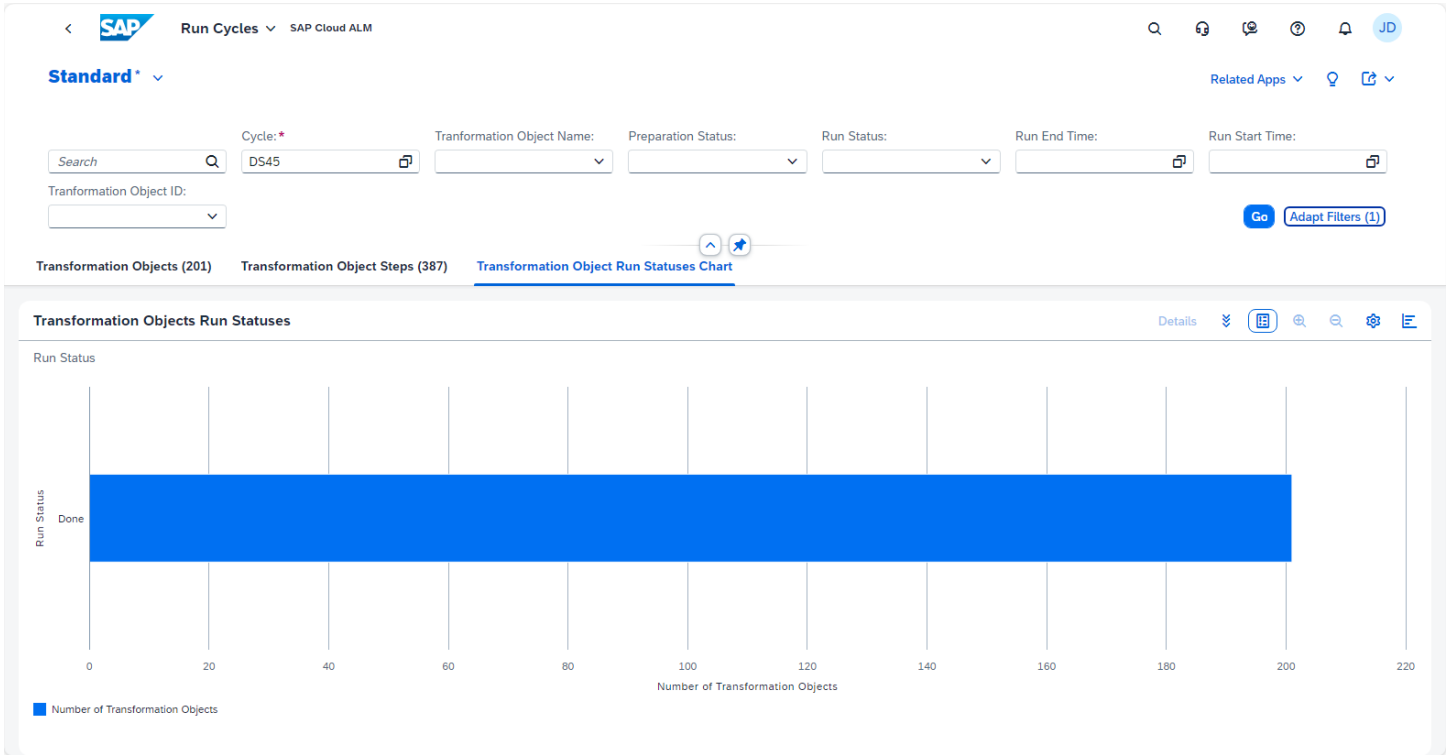 SAP Run Cycles SAP Cloud ALM JD
Standard *
Related Apps
Cycle:* Tranformation Object Name: Preparation Status: Run Status: Run End Time: Run Start Time:
Search DS45
Tranformation Object ID:
Go Adapt Filters (1)
Transformation Objects (201) Transformation Object Steps (387) Transformation Object Run Statuses Chart
Transformation Objects Run Statuses Details
Run Status
Run Status
Done
0 20 40 60 80 100 120 140 160 180 200 220
Number of Transformation Objects
Number of Transformation Objects